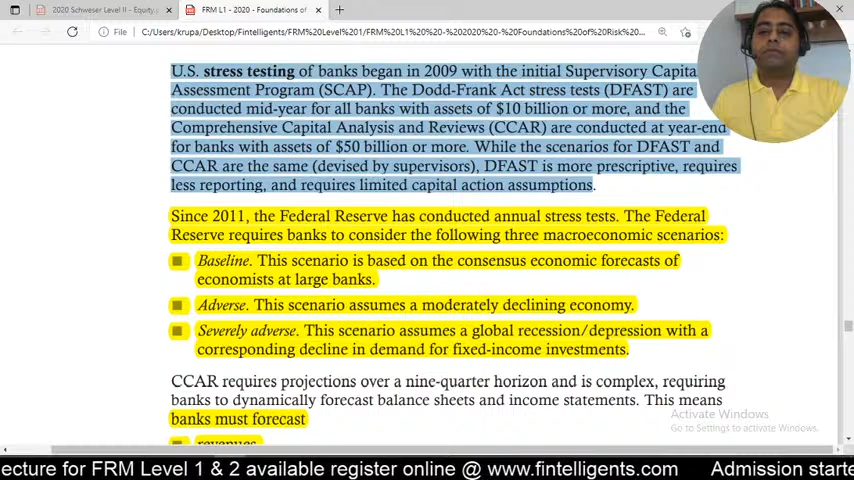 2020 Schweser Level II - Equity
FRM L1 - 2020 - Foundations of
File
C:/Users/krupa/Desktop/Fintelligents/FRM%20Level%201/FRM%20L1%20%20-%202020%20-%20Foundations%20of%20Risk...
U.S. stress testing of banks began in 2009 with the initial Supervisory Capita
Assessment Program (SCAP). The Dodd-Frank Act stress tests (DFAST) are
conducted mid-year for all banks with assets of $10 billion or more, and the
Comprehensive Capital Analysis and Reviews (CCAR) are conducted at year-end
for banks with assets of $50 billion or more. While the scenarios for DFAST and
CCAR are the same (devised by supervisors), DFAST is more prescriptive, requires
less reporting, and requires limited capital action assumptions.
Since 2011, the Federal Reserve has conducted annual stress tests. The Federal
Reserve requires banks to consider the following three macroeconomic scenarios:
Baseline. This scenario is based on the consensus economic forecasts of
economists at large banks.
Adverse. This scenario assumes a moderately declining economy.
Severely adverse. This scenario assumes a global recession/depression with a
corresponding decline in demand for fixed-income investments.
CCAR requires projections over a nine-quarter horizon and is complex, requiring
banks to dynamically forecast balance sheets and income statements. This means
banks must forecast
revenues
Activate Windows
Go to Settings to activate Windows.
ecture for FRM Level 1 & 2 available register online @ www.fintelligents.com Admission starte